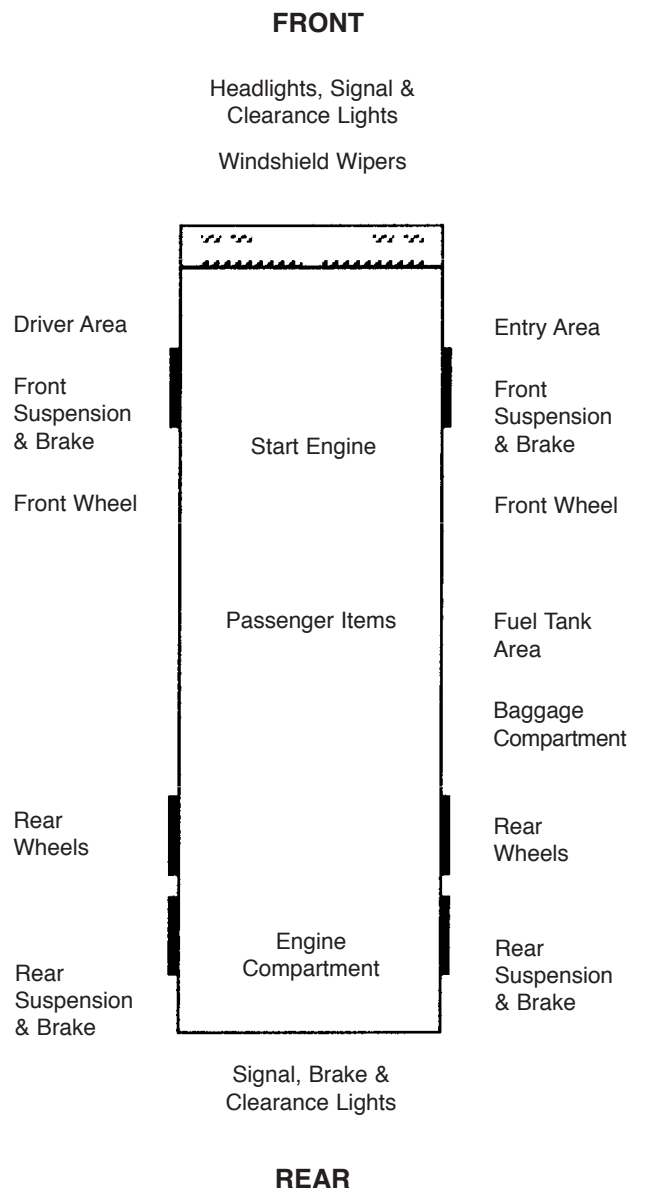 FRONT
Headlights, Signal &
Clearance Lights
Windshield Wipers
Driver Area
Entry Area
Front
Suspension
& Brake
Front
Suspension
& Brake
Start Engine
Front Wheel
Front Wheel
Passenger Items
Fuel Tank
Area
Baggage
Compartment
Rear
Wheels
Rear
Wheels
Engine
Compartment
Rear
Suspension
& Brake
Rear
Suspension
& Brake
Signal, Brake &
Clearance Lights
REAR